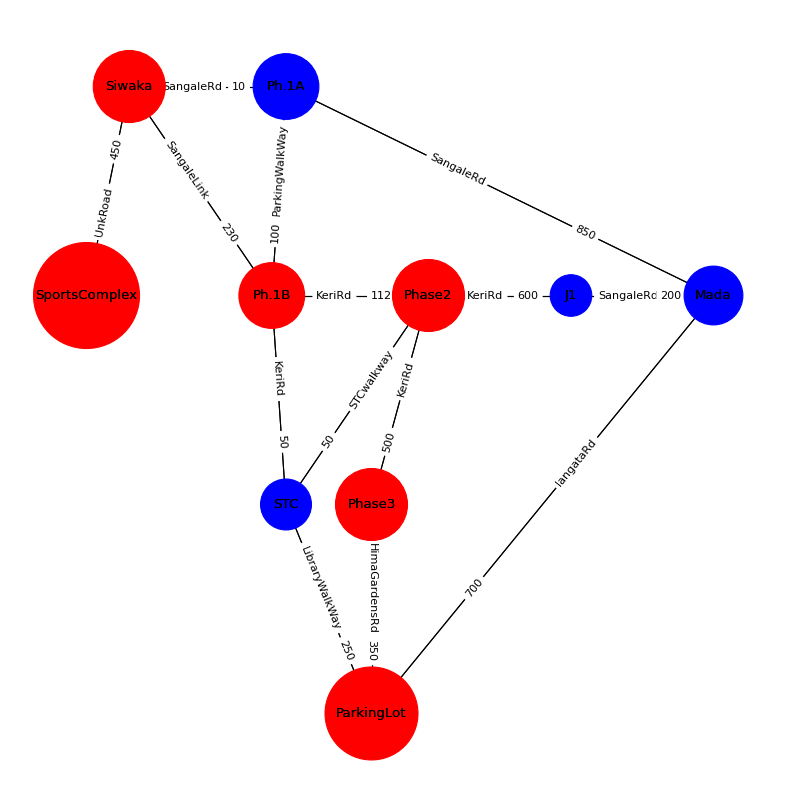 Siwaka
SangaleRd - 10
Ph.1A
450
UnkRoad
SangaleLink
230
ParkingWalkWay
100
SangaleRd
850
SportsComplex
Ph.1B
KeriRd — 112
Phase2
KeriRd – 600
J1
SangaleRd 200
Mada
KeriRd
50
STCwalkway
50
KeriRd
500
langataRd
700
STC
Phase3
LibraryWalkWay - 250
HimaGardensRd 350
ParkingLot